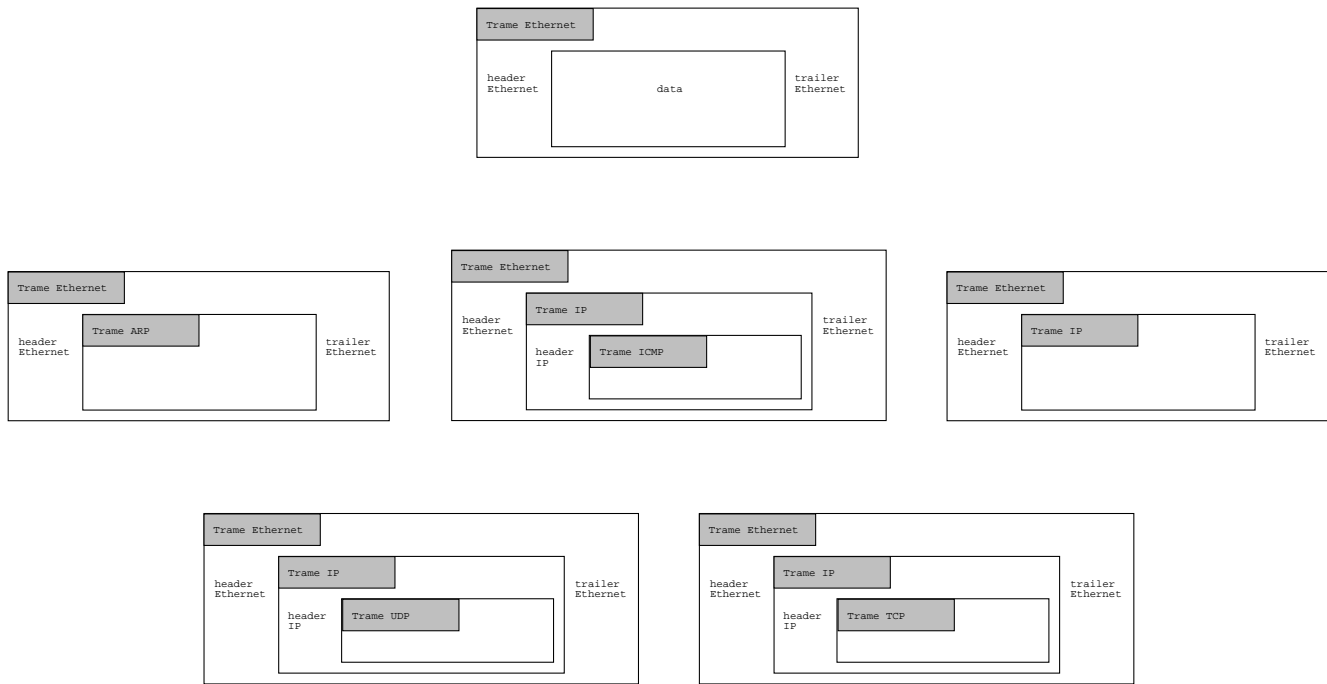 Trame Ethernet
header
Ethernet
data
trailer
Ethernet
Trame Ethernet
Trame ARP
header
Ethernet
trailer
Ethernet
Trame Ethernet
Trame IP
header
Ethernet
trailer
Ethernet
header
IP
Trame ICMP
Trame Ethernet
Trame IP
header
Ethernet
trailer
Ethernet
Trame Ethernet
Trame IP
header
Ethernet
trailer
Ethernet
header
IP
Trame UDP
Trame Ethernet
Trame IP
header
Ethernet
trailer
Ethernet
header
IP
Trame TCP